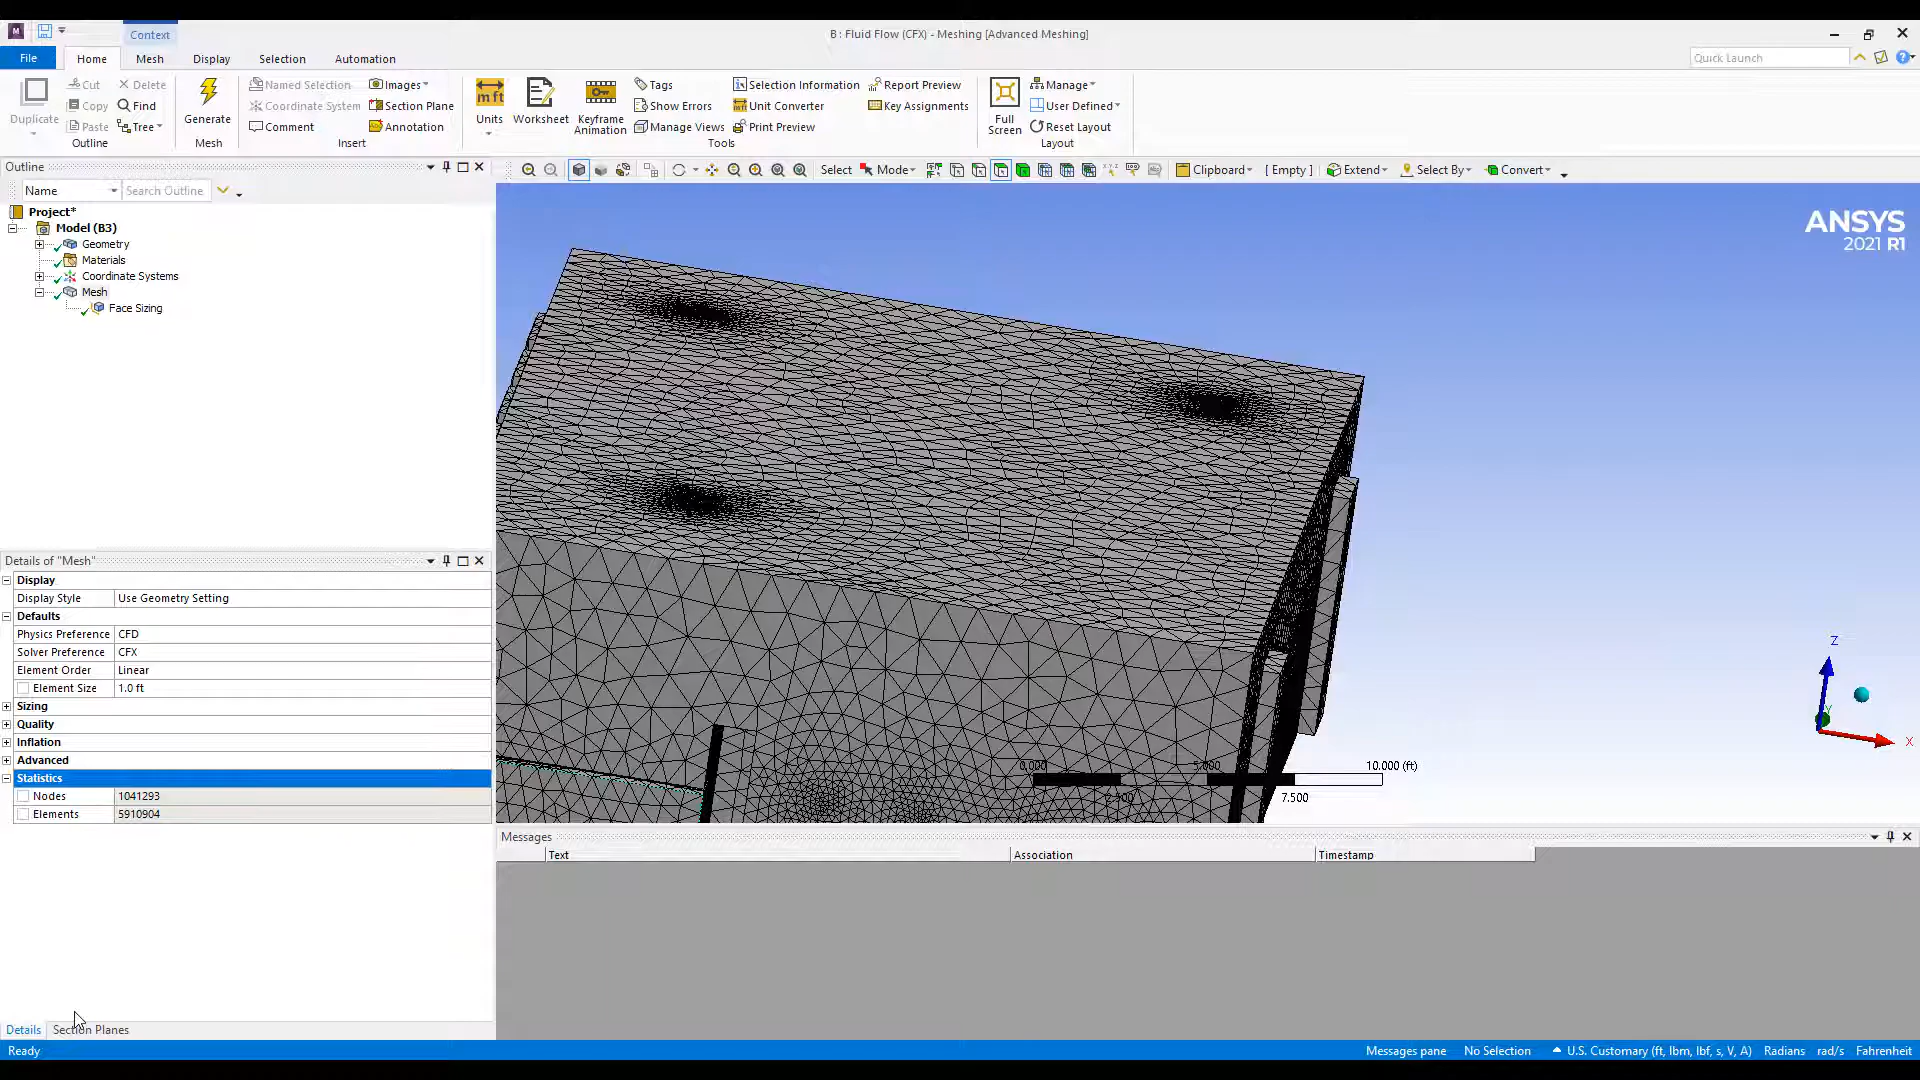 Context
B : Fluid Flow (CFX) - Meshing [Advanced Meshing]
File Home Mesh Display Selection Automation Quick Launch
Duplicate Cut Delete Copy Find Paste Tree Outline
Generate Mesh
Named Selection Images Coordinate System Section Plane Comment Annotation Insert
Units Worksheet Keyframe Animation Tags Show Errors Manage Views Selection Information Unit Converter Print Preview Report Preview Key Assignments Tools
Full Screen Manage User Defined Reset Layout Layout
Outline
Select Mode Clipboard [ Empty ] Extend Select By Convert
Name Search Outline
Project*
Model (B3)
Geometry
Materials
Coordinate Systems
Mesh
Face Sizing
ANSYS
2021 R1
Details of "Mesh"
Display
Display Style Use Geometry Setting
Defaults
Physics Preference CFD
Solver Preference CFX
Element Order Linear
Element Size 1.0 ft
Sizing
Quality
Inflation
Advanced
Statistics
Nodes 1041293
Elements 5910904
Z
Y
X
0.000 5.000 10.000 (ft)
2.500 7.500
Messages
Text Association Timestamp
Details Section Planes
Ready Messages pane No Selection U.S. Customary (ft, lbm, lbf, s, V, A) Radians rad/s Fahrenheit